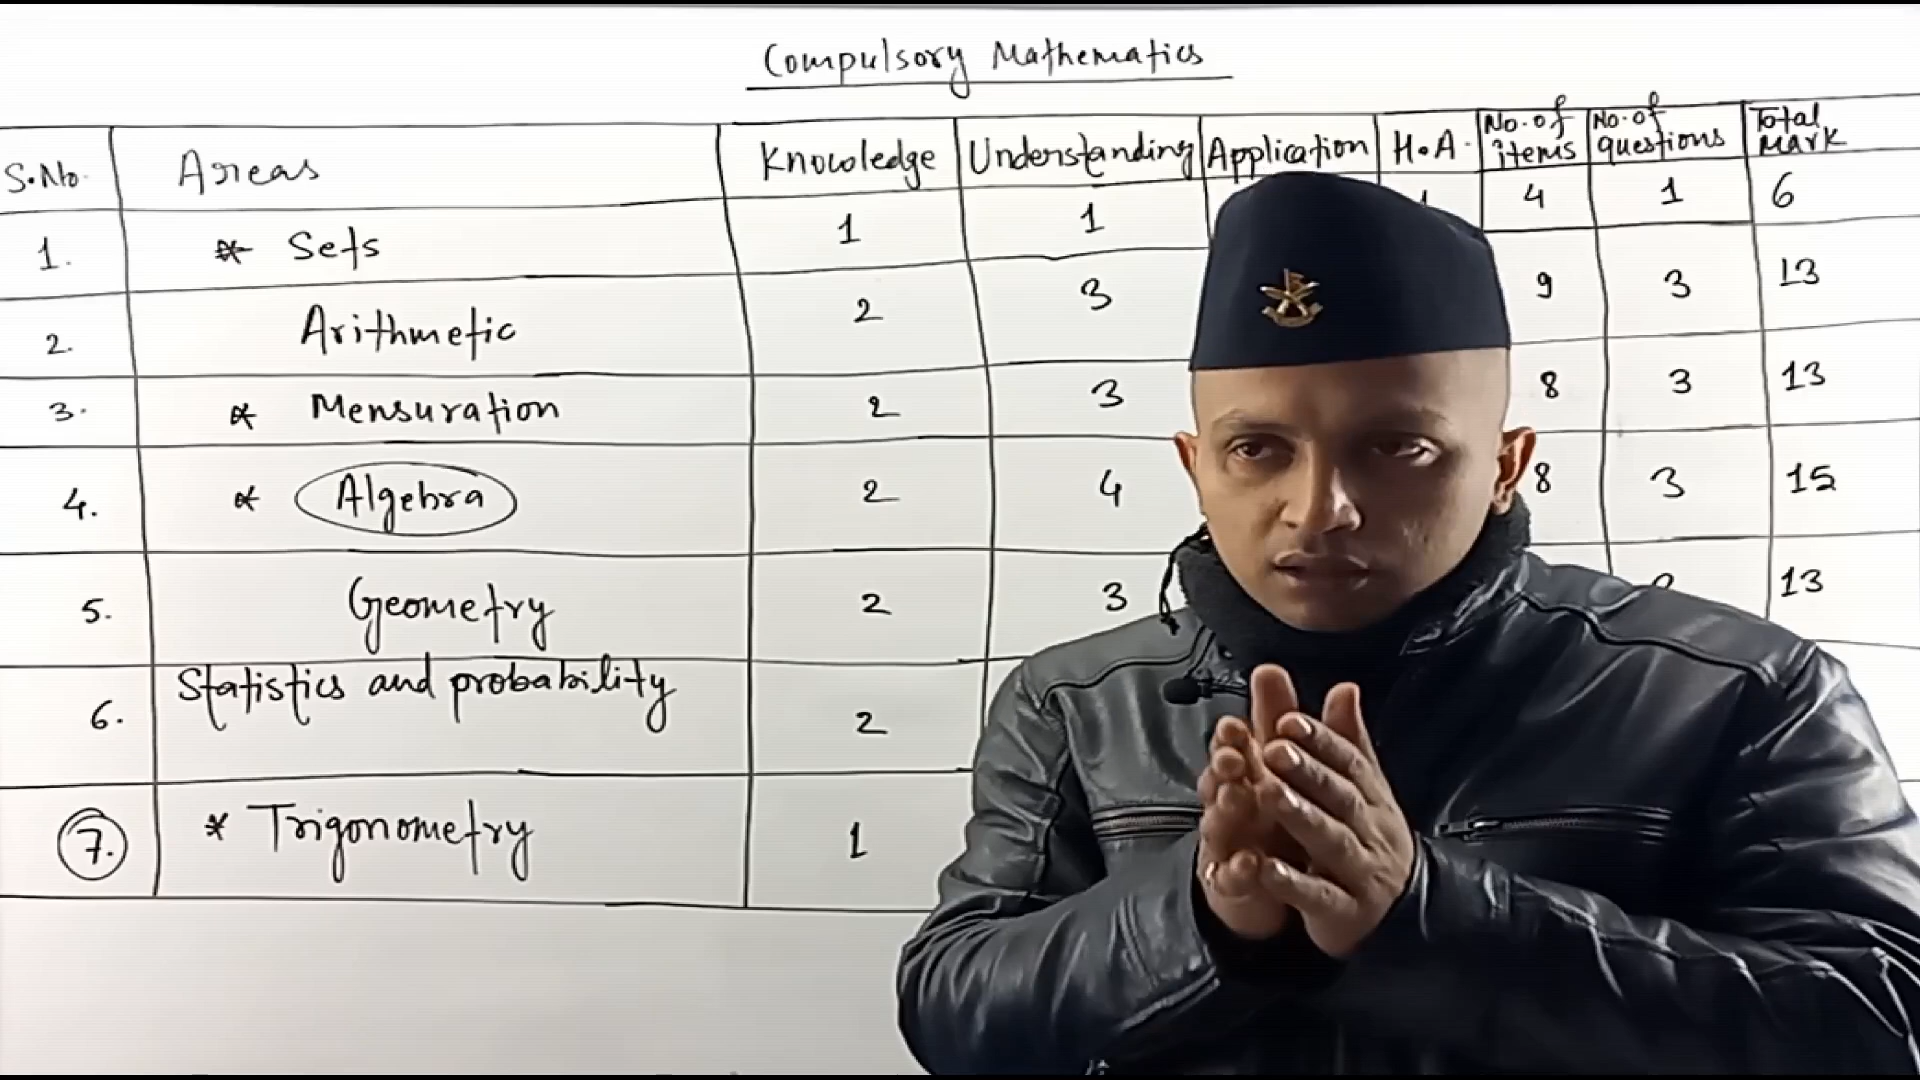 Compulsory Mathematics
S.No. Areas Knowledge Understanding Application H.A. No. of items No. of questions Total Mark
1. * Sets 1 1 4 1 6
2. Arithmetic 2 3 9 3 13
3. * Mensuration 2 3 8 3 13
4. * Algebra 2 4 8 3 15
5. Geometry 2 3 13
6. Statistics and probability 2
7. * Trigonometry 1